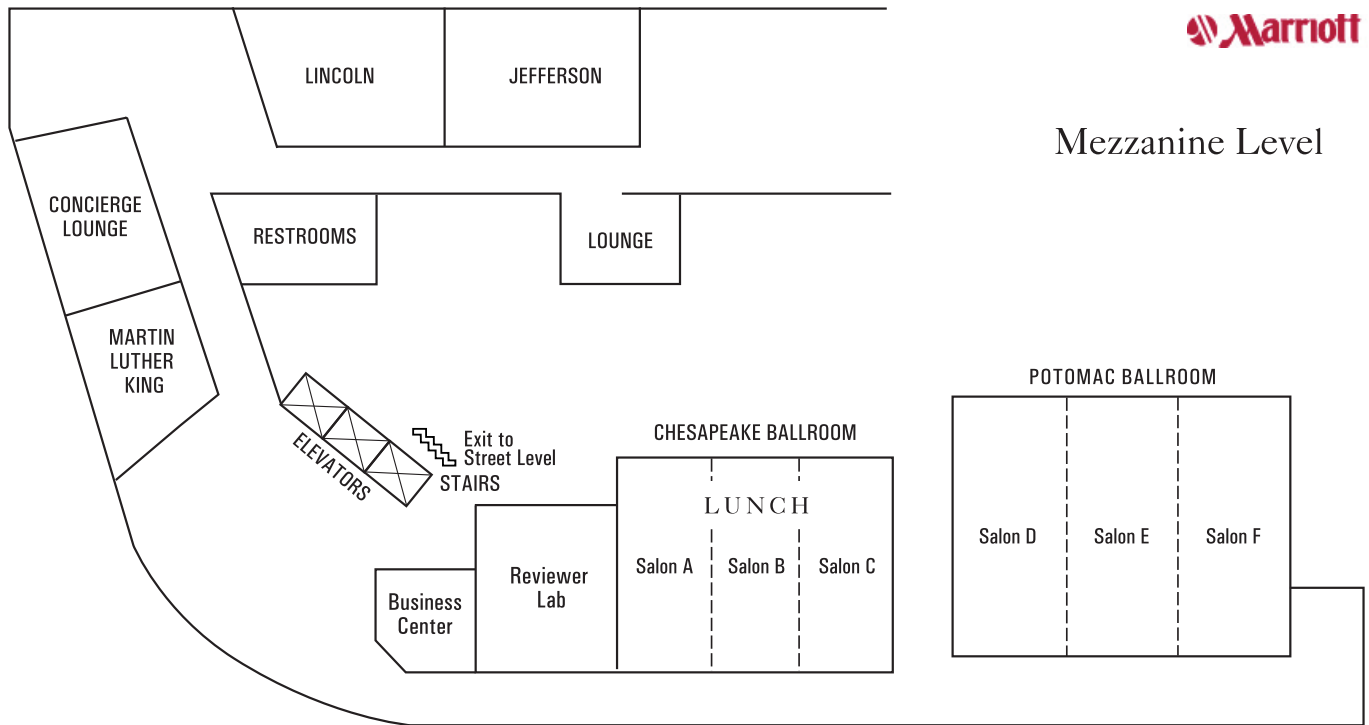 Marriott
Mezzanine Level
LINCOLN
JEFFERSON
CONCIERGE
LOUNGE
RESTROOMS
LOUNGE
MARTIN
LUTHER
KING
ELEVATORS
Exit to
Street Level
STAIRS
CHESAPEAKE BALLROOM
LUNCH
Salon A
Salon B
Salon C
Reviewer
Lab
Business
Center
POTOMAC BALLROOM
Salon D
Salon E
Salon F